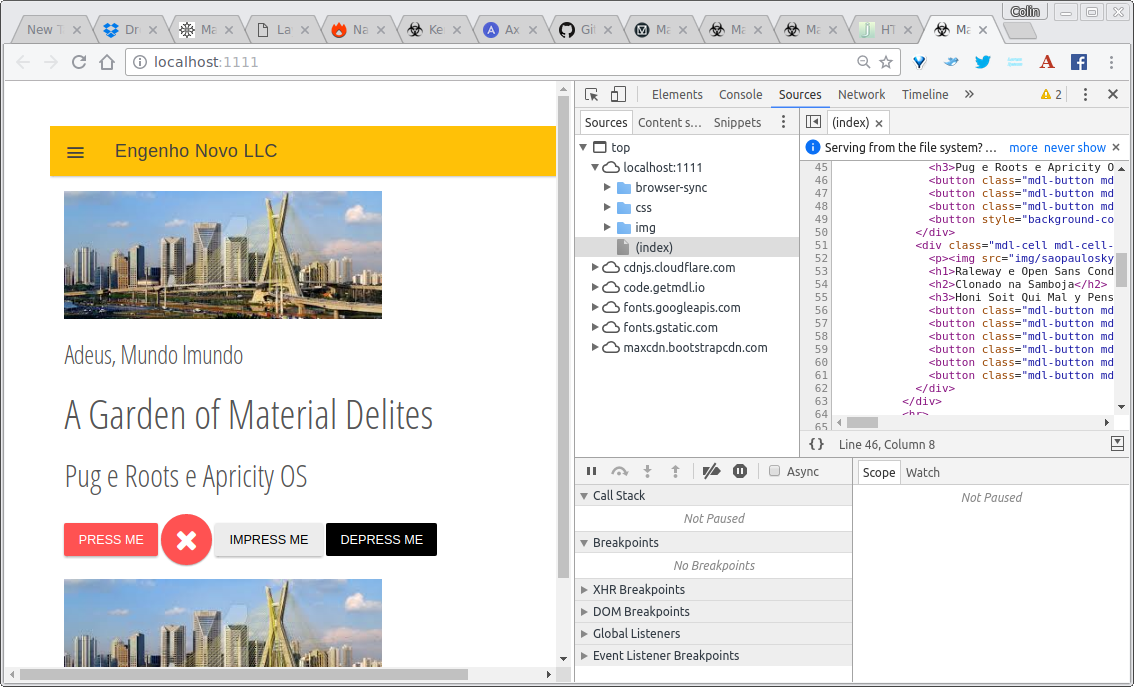 Colin
New T
Dr
Ma
La
Na
Ke
Ax
Git
Ma
Ma
Ma
HT
Ma
localhost:1111
Engenho Novo LLC
Adeus, Mundo Imundo
A Garden of Material Delites
Pug e Roots e Apricity OS
PRESS ME
IMPRESS ME
DEPRESS ME
Elements Console Sources Network Timeline » 2
Sources Content s... Snippets
top
localhost:1111
browser-sync
css
img
(index)
cdnjs.cloudflare.com
code.getmdl.io
fonts.googleapis.com
fonts.gstatic.com
maxcdn.bootstrapcdn.com
(index)
Serving from the file system? ... more never show
45 <h3>Pug e Roots e Apricity O
46 <button class="mdl-button md
47 <button class="mdl-button md
48 <button class="mdl-button md
49 <button style="background-co
50 </div>
51 <div class="mdl-cell mdl-cell-
52 <p><img src="img/saopaulosky
53 <h1>Raleway e Open Sans Cond
54 <h2>Clonado na Samboja</h2>
55 <h3>Honi Soit Qui Mal y Pens
56 <button class="mdl-button md
57 <button class="mdl-button md
58 <button class="mdl-button md
59 <button class="mdl-button md
60 <button class="mdl-button md
61 <button class="mdl-button md
62 </div>
63 </div>
64 <hr>
65
{} Line 46, Column 8
Async
Call Stack
Not Paused
Breakpoints
No Breakpoints
XHR Breakpoints
DOM Breakpoints
Global Listeners
Event Listener Breakpoints
Scope Watch
Not Paused